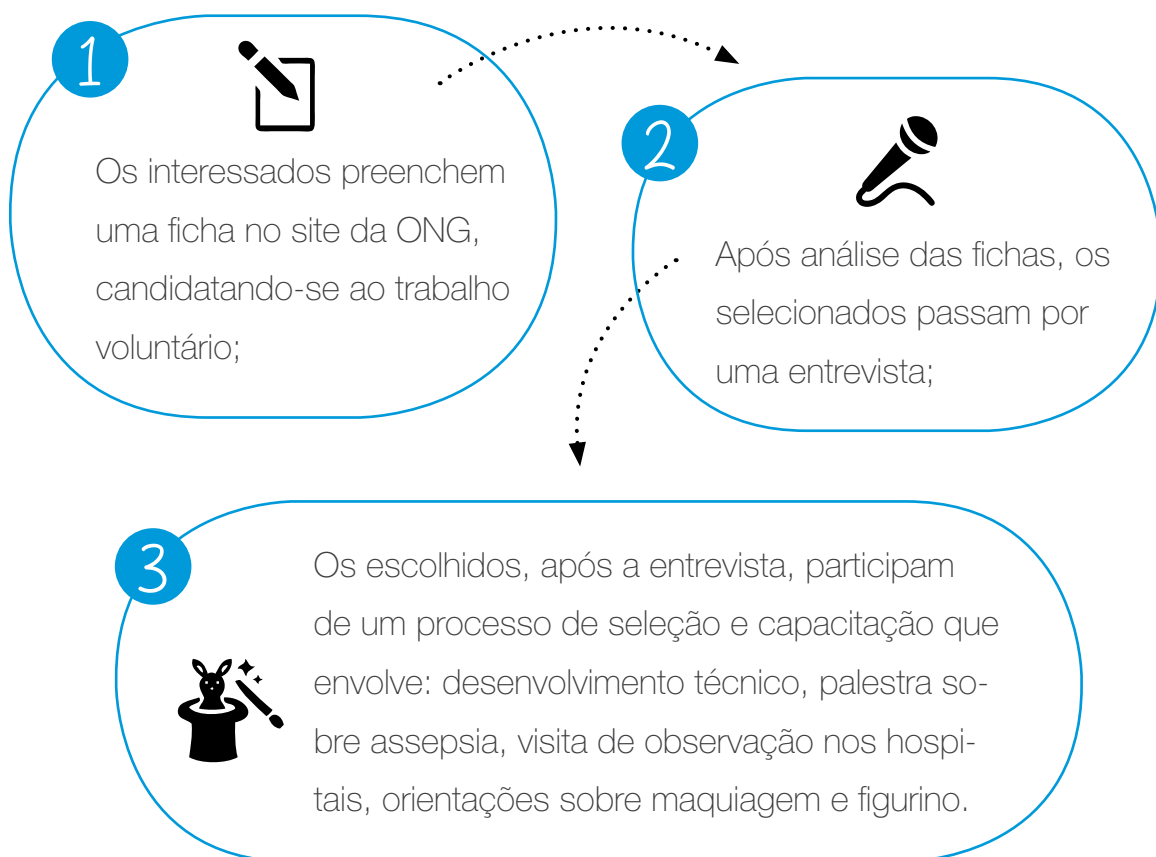 1
Os interessados preenchem
uma ficha no site da ONG,
candidatando-se ao trabalho
voluntário;
2
Após análise das fichas, os
selecionados passam por
uma entrevista;
3
Os escolhidos, após a entrevista, participam
de um processo de seleção e capacitação que
envolve: desenvolvimento técnico, palestra so-
bre assepsia, visita de observação nos hospi-
tais, orientações sobre maquiagem e figurino.